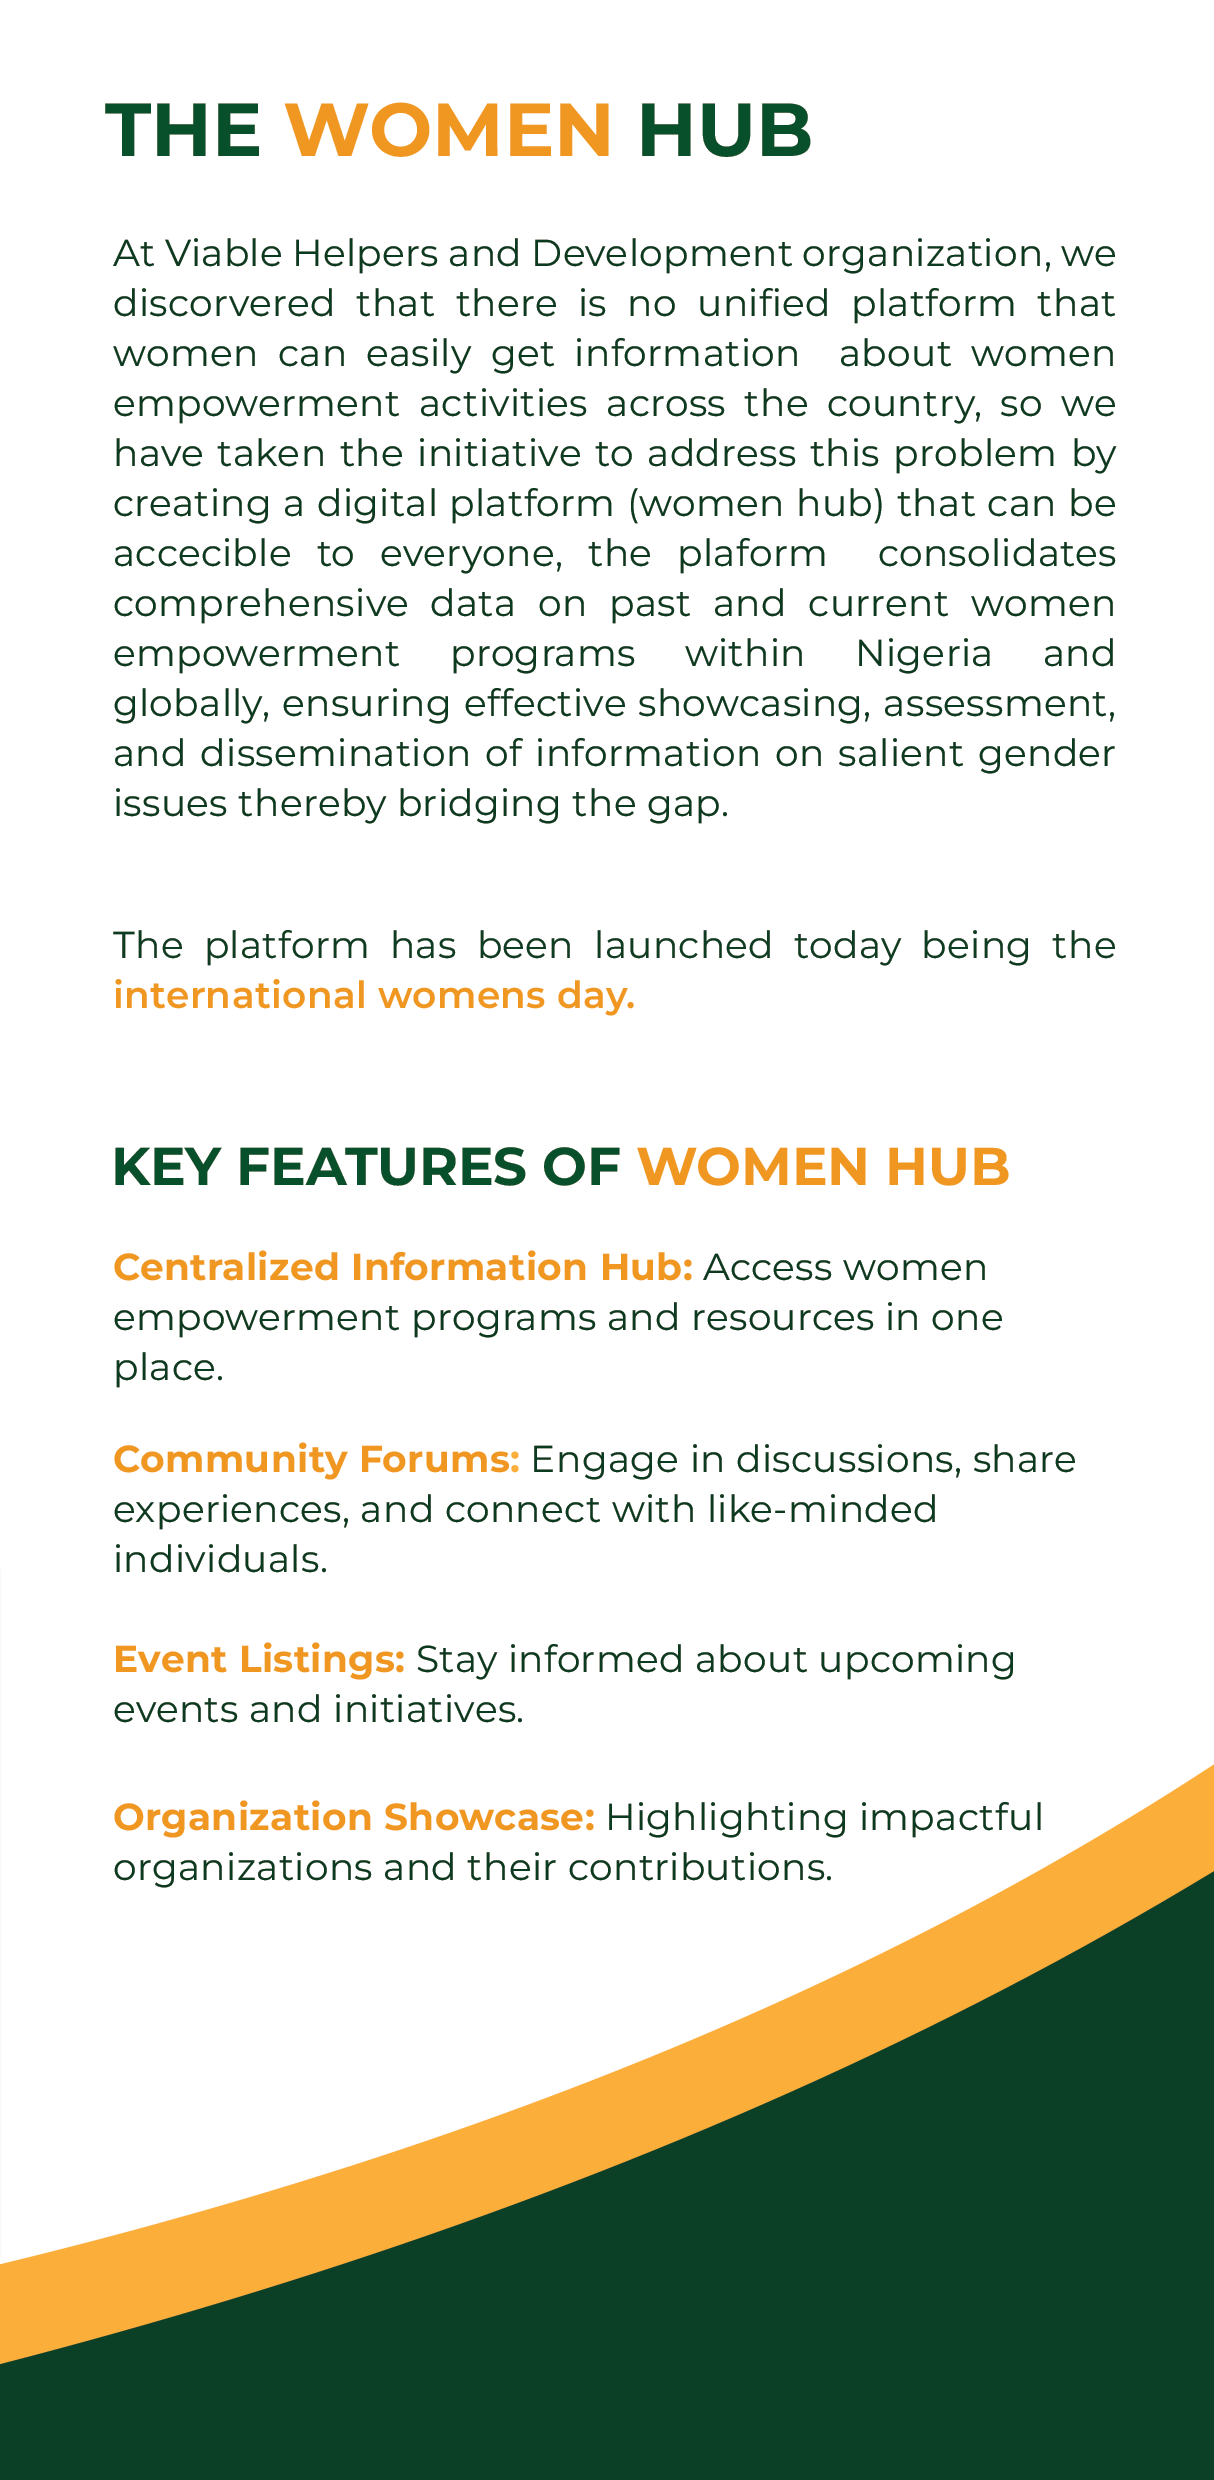 THE WOMEN HUB
At Viable Helpers and Development organization, we
discorvered that there is no unified platform that
women can easily get information about women
empowerment activities across the country, so we
have taken the initiative to address this problem by
creating a digital platform (women hub) that can be
accecible to everyone, the plaform consolidates
comprehensive data on past and current women
empowerment programs within Nigeria and
globally, ensuring effective showcasing, assessment,
and dissemination of information on salient gender
issues thereby bridging the gap.
The platform has been launched today being the
international womens day.
KEY FEATURES OF WOMEN HUB
Centralized Information Hub: Access women
empowerment programs and resources in one
place.
Community Forums: Engage in discussions, share
experiences, and connect with like-minded
individuals.
Event Listings: Stay informed about upcoming
events and initiatives.
Organization Showcase: Highlighting impactful
organizations and their contributions.